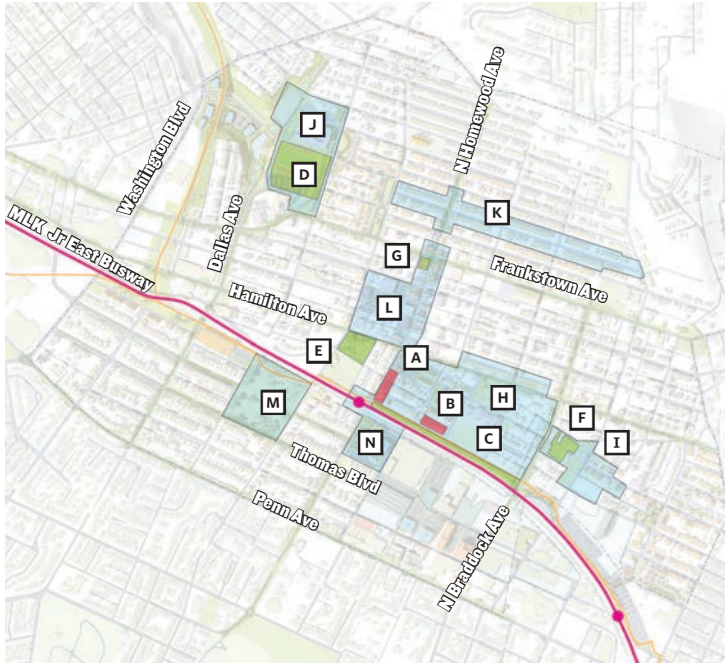 N Homewood Ave
Washington Blvd
J
D
K
Dallas Ave
MLK Jr East Busway
G
Frankstown Ave
Hamilton Ave
L
E
A
M
B
H
F
I
N
C
Thomas Blvd
Penn Ave
N Braddock Ave